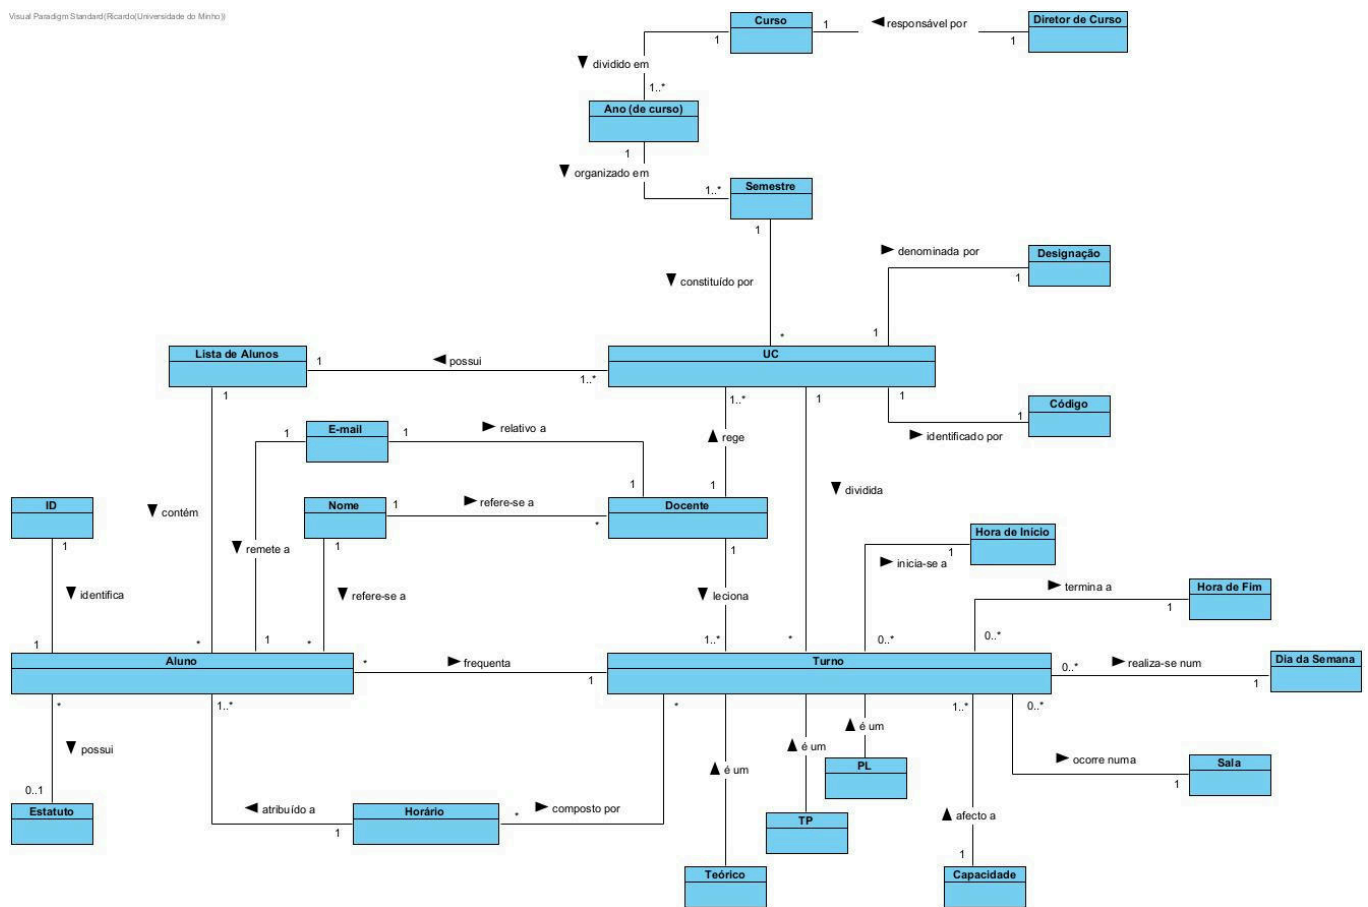 Visual Paradigm Standard(Ricardo(Universidade do Minho))
Curso
1
responsável por
1
Diretor de Curso
1
dividido em
1..*
Ano (de curso)
1
organizado em
1..*
Semestre
1
constituído por
*
denominada por
1
Designação
1
Lista de Alunos
1
possui
1..*
UC
1
1
identificado por
1
Código
1..*
rege
1
1
dividida
*
E-mail
1
1
relativo a
1
ID
1
identifica
1
contém
*
Nome
1
refere-se a
*
Docente
1
leciona
1..*
remete a
1
1
refere-se a
*
Hora de Início
1
inicia-se a
0..*
termina a
1
Hora de Fim
0..*
Aluno
*
frequenta
1
Turno
0..*
realiza-se num
1
Dia da Semana
*
possui
0..1
Estatuto
1..*
atribuído a
1
Horário
*
composto por
*
é um
Teórico
é um
TP
é um
PL
1..*
afecto a
1
Capacidade
0..*
ocorre numa
1
Sala